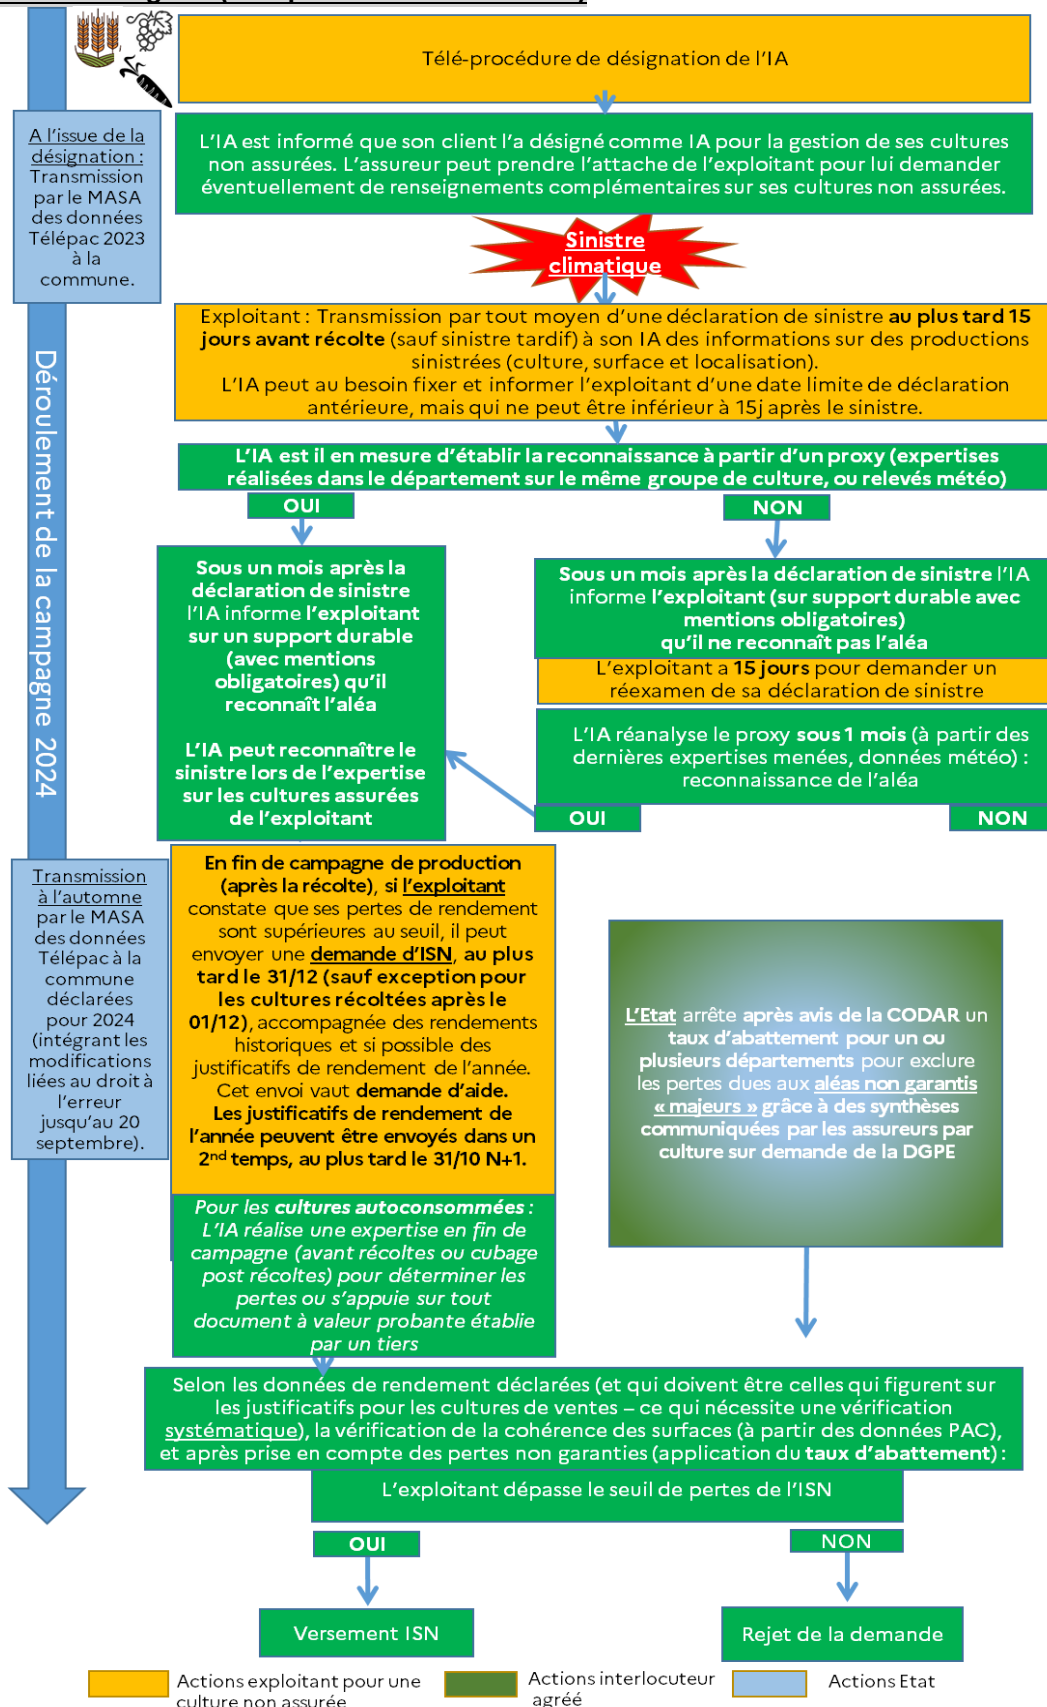 Télé-procédure de désignation de l'IA
A l'issue de la
désignation :
Transmission
par le MASA
des données
Télépac 2023
à la
commune.
L'IA est informé que son client l'a désigné comme IA pour la gestion de ses cultures
non assurées. L'assureur peut prendre l'attache de l'exploitant pour lui demander
éventuellement de renseignements complémentaires sur ses cultures non assurées.
Sinistre
climatique
Exploitant : Transmission par tout moyen d'une déclaration de sinistre au plus tard 15
jours avant récolte (sauf sinistre tardif) à son IA des informations sur des productions
sinistrées (culture, surface et localisation).
L'IA peut au besoin fixer et informer l'exploitant d'une date limite de déclaration
antérieure, mais qui ne peut être inférieur à 15j après le sinistre.
Déroulement de la campagne 2024
L'IA est il en mesure d'établir la reconnaissance à partir d'un proxy (expertises
réalisées dans le département sur le même groupe de culture, ou relevés météo)
OUI
NON
Sous un mois après la
déclaration de sinistre
l'IA informe l'exploitant
sur un support durable
(avec mentions
obligatoires) qu'il
reconnaît l'aléa
L'IA peut reconnaître le
sinistre lors de l'expertise
sur les cultures assurées
de l'exploitant
Sous un mois après la déclaration de sinistre l'IA
informe l'exploitant (sur support durable avec
mentions obligatoires)
qu'il ne reconnaît pas l'aléa
L'exploitant a 15 jours pour demander un
réexamen de sa déclaration de sinistre
L'IA réanalyse le proxy sous 1 mois (à partir des
dernières expertises menées, données météo) :
reconnaissance de l'aléa
OUI
NON
Transmission
à l'automne
par le MASA
des données
Télépac à la
commune
déclarées
pour 2024
(intégrant les
modifications
liées au droit à
l'erreur
jusqu'au 20
septembre).
En fin de campagne de production
(après la récolte), si l'exploitant
constate que ses pertes de rendement
sont supérieures au seuil, il peut
envoyer une demande d'ISN, au plus
tard le 31/12 (sauf exception pour
les cultures récoltées après le
01/12), accompagnée des rendements
historiques et si possible des
justificatifs de rendement de l'année.
Cet envoi vaut demande d'aide.
Les justificatifs de rendement de
l'année peuvent être envoyés dans un
2nd temps, au plus tard le 31/10 N+1.
Pour les cultures autoconsommées :
L'IA réalise une expertise en fin de
campagne (avant récoltes ou cubage
post récoltes) pour déterminer les
pertes ou s'appuie sur tout
document à valeur probante établie
par un tiers
L'Etat arrête après avis de la CODAR un
taux d'abattement pour un ou
plusieurs départements pour exclure
les pertes dues aux aléas non garantis
« majeurs » grâce à des synthèses
communiquées par les assureurs par
culture sur demande de la DGPE
Selon les données de rendement déclarées (et qui doivent être celles qui figurent sur
les justificatifs pour les cultures de ventes – ce qui nécessite une vérification
systématique), la vérification de la cohérence des surfaces (à partir des données PAC),
et après prise en compte des pertes non garanties (application du taux d'abattement) :
L'exploitant dépasse le seuil de pertes de l'ISN
OUI
NON
Versement ISN
Rejet de la demande
Actions exploitant pour une
culture non assurée
Actions interlocuteur
agréé
Actions Etat